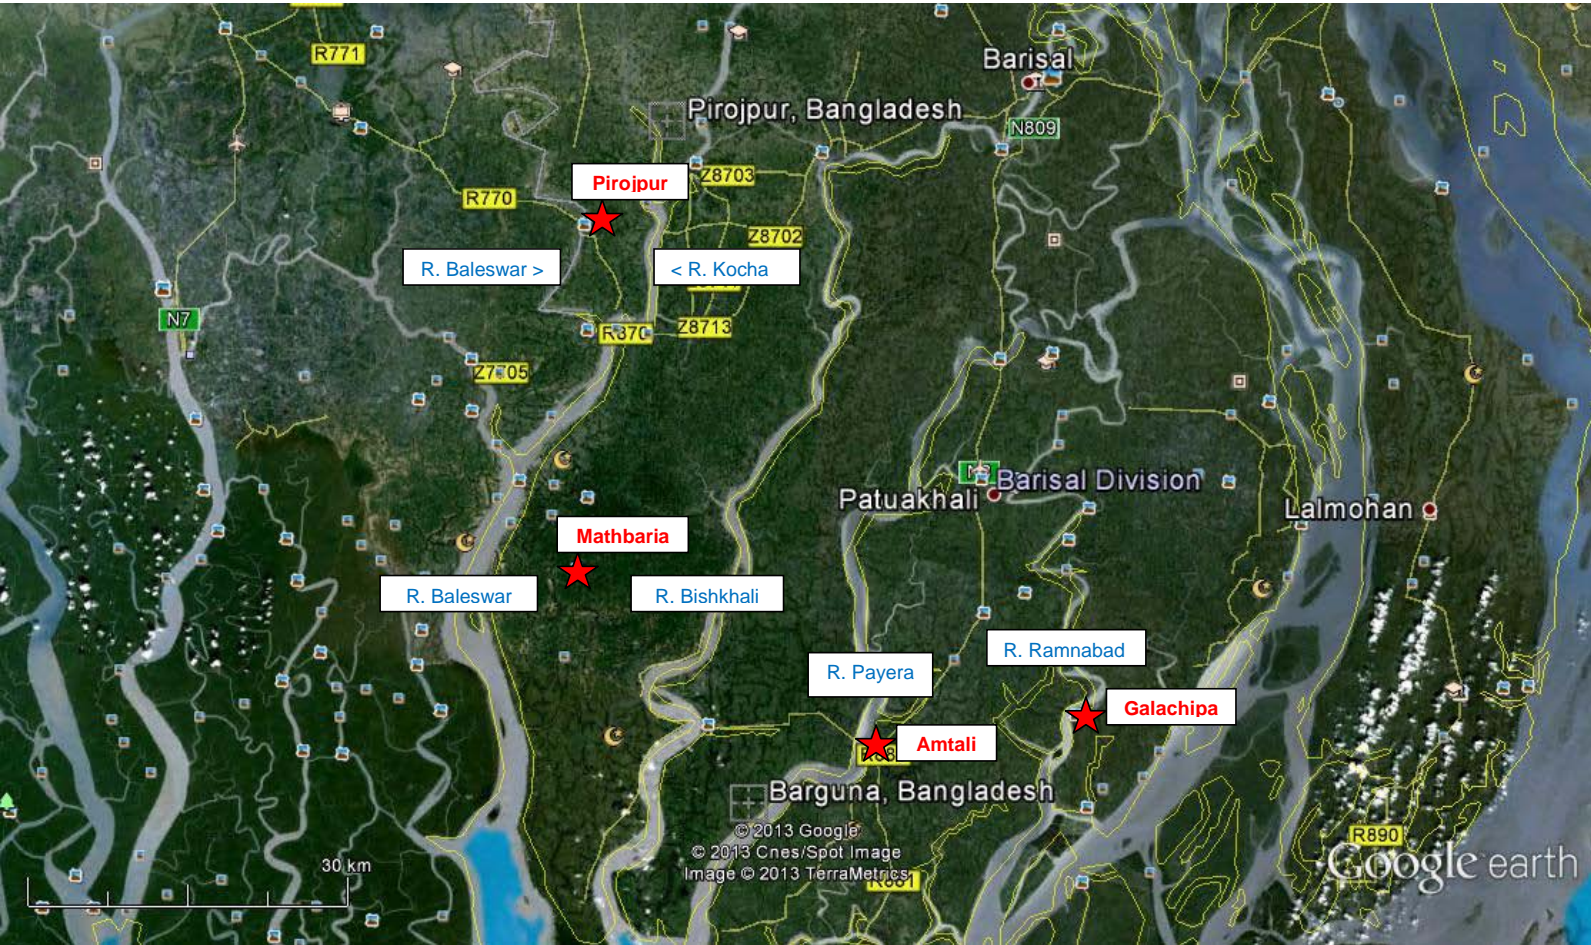 R771
Barisal
Pirojpur, Bangladesh
N809
Z8703
Pirojpur
R770
Z8702
R. Baleswar >
< R. Kocha
N7
R870
Z8713
Z7705
Barisal Division
Patuakhali
Lalmohan
Mathbaria
R. Baleswar
R. Bishkhali
R. Ramnabad
R. Payera
Galachipa
Amtali
Barguna, Bangladesh
© 2013 Google
© 2013 Cnes/Spot Image
Image © 2013 TerraMetrics
30 km
R890
Google earth
R881